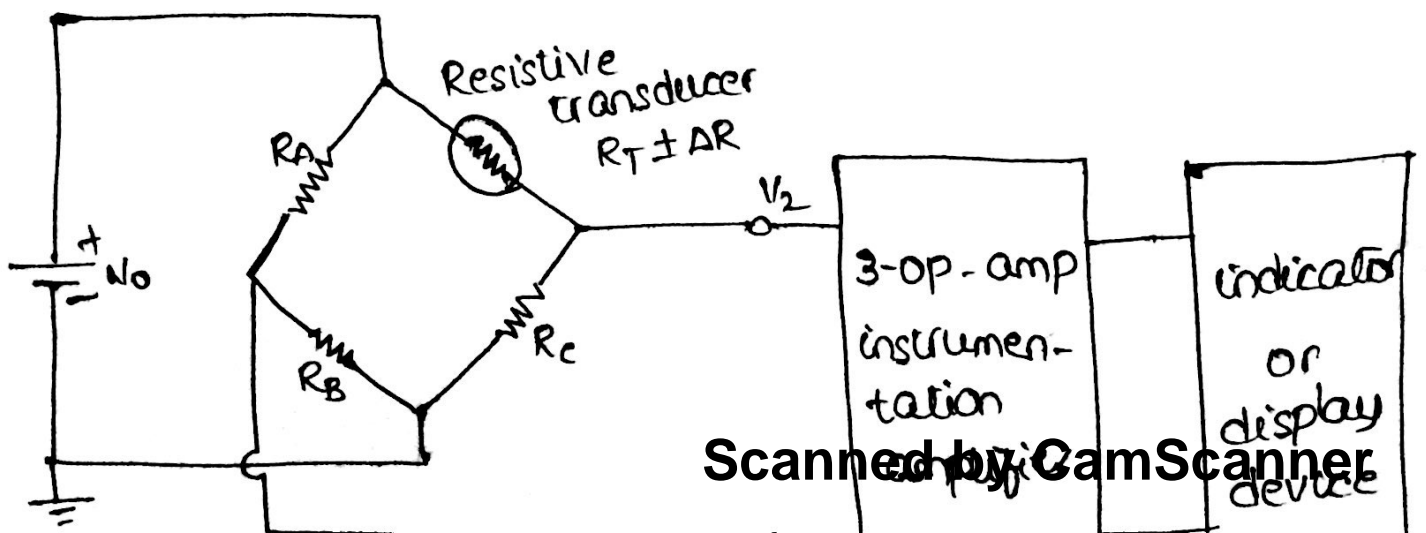 Resistive
transducer
RT ± ΔR
RA
V2
+
3-op-amp
indicator
instrumen-
RC
or
RB
tation
display
Scanned by CamScanner
device